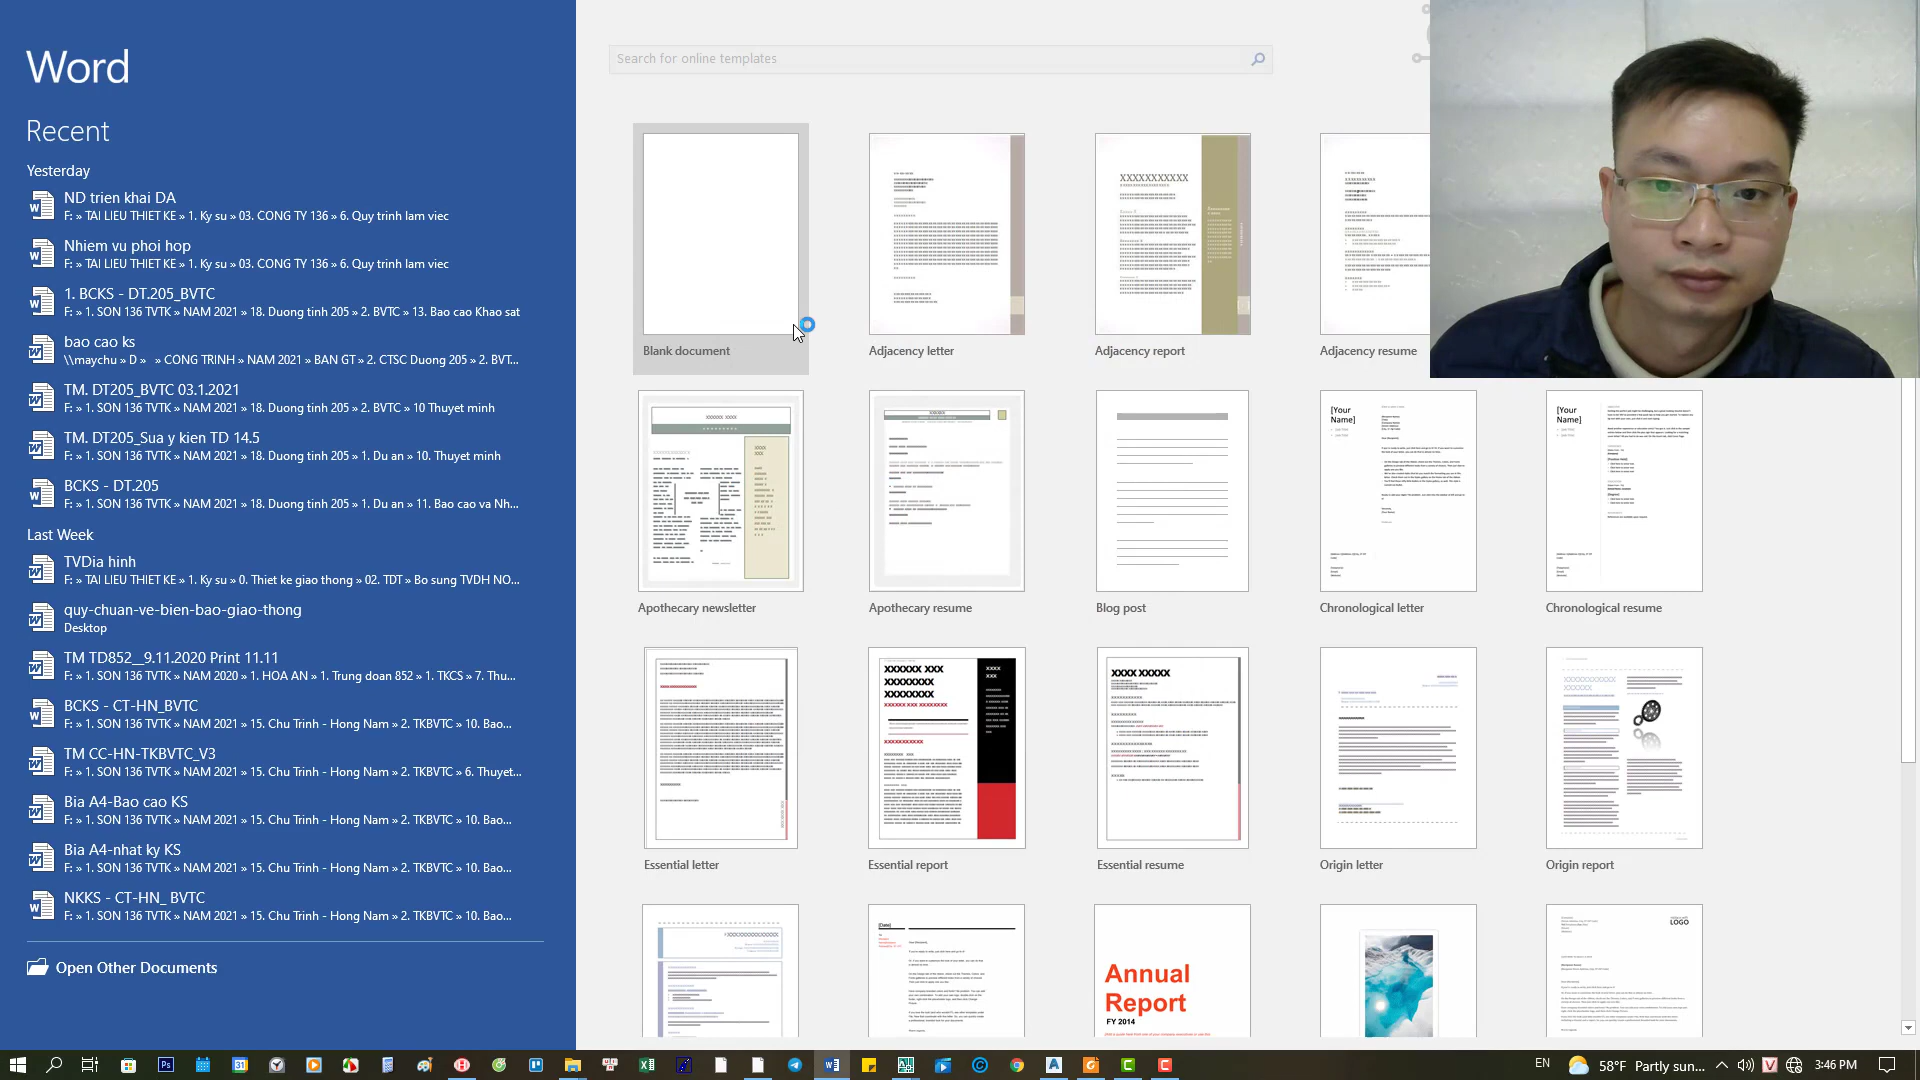 Word
Search for online templates
Recent
Yesterday
ND trien khai DA
F: » TAI LIEU THIET KE » 1. Ky su » 03. CONG TY 136 » 6. Quy trinh lam viec
Nhiem vu phoi hop
F: » TAI LIEU THIET KE » 1. Ky su » 03. CONG TY 136 » 6. Quy trinh lam viec
1. BCKS - DT.205_BVTC
F: » 1. SON 136 TVTK » NAM 2021 » 18. Duong tinh 205 » 2. BVTC » 13. Bao cao Khao sat
bao cao ks
\\maychu » D »   » CONG TRINH » NAM 2021 » BAN GT » 2. CTSC Duong 205 » 2. BVT...
TM. DT205_BVTC 03.1.2021
F: » 1. SON 136 TVTK » NAM 2021 » 18. Duong tinh 205 » 2. BVTC » 10 Thuyet minh
TM. DT205_Sua y kien TD 14.5
F: » 1. SON 136 TVTK » NAM 2021 » 18. Duong tinh 205 » 1. Du an » 10. Thuyet minh
BCKS - DT.205
F: » 1. SON 136 TVTK » NAM 2021 » 18. Duong tinh 205 » 1. Du an » 11. Bao cao va Nh...
Last Week
TVDia hinh
F: » TAI LIEU THIET KE » 1. Ky su » 0. Thiet ke giao thong » 02. TDT » Bo sung TVDH NO...
quy-chuan-ve-bien-bao-giao-thong
Desktop
TM TD852__9.11.2020 Print 11.11
F: » 1. SON 136 TVTK » NAM 2020 » 1. HOA AN » 1. Trung doan 852 » 1. TKCS » 7. Thu...
BCKS - CT-HN_BVTC
F: » 1. SON 136 TVTK » NAM 2021 » 15. Chu Trinh - Hong Nam » 2. TKBVTC » 10. Bao...
TM CC-HN-TKBVTC_V3
F: » 1. SON 136 TVTK » NAM 2021 » 15. Chu Trinh - Hong Nam » 2. TKBVTC » 6. Thuyet...
Bia A4-Bao cao KS
F: » 1. SON 136 TVTK » NAM 2021 » 15. Chu Trinh - Hong Nam » 2. TKBVTC » 10. Bao...
Bia A4-nhat ky KS
F: » 1. SON 136 TVTK » NAM 2021 » 15. Chu Trinh - Hong Nam » 2. TKBVTC » 10. Bao...
NKKS - CT-HN_ BVTC
F: » 1. SON 136 TVTK » NAM 2021 » 15. Chu Trinh - Hong Nam » 2. TKBVTC » 10. Bao...
Open Other Documents
XXXXXXXXXXX
Blank document
Adjacency letter
Adjacency report
Adjacency resume
[Your
Name]
[Your
Name]
Apothecary newsletter
Apothecary resume
Blog post
Chronological letter
Chronological resume
XXXXXXX XXX
XXXXXXXX
XXXXXXXX
XXXX XXXXX
Essential letter
Essential report
Essential resume
Origin letter
Origin report
[Date]
Annual
Report
FY 2014
LOGO
EN
58°F Partly sun...
3:46 PM